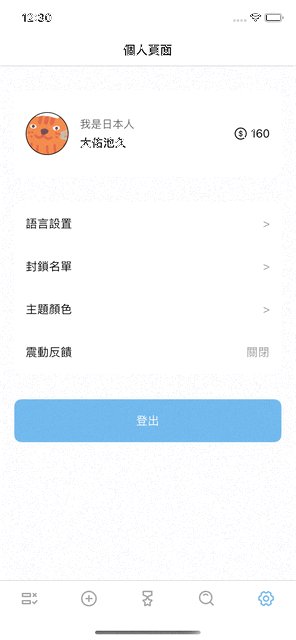 12:30
個人頁面
我是日本人
大佑池久
160
語言設置 >
封鎖名單 >
主題顏色 >
震動反饋 關閉
登出